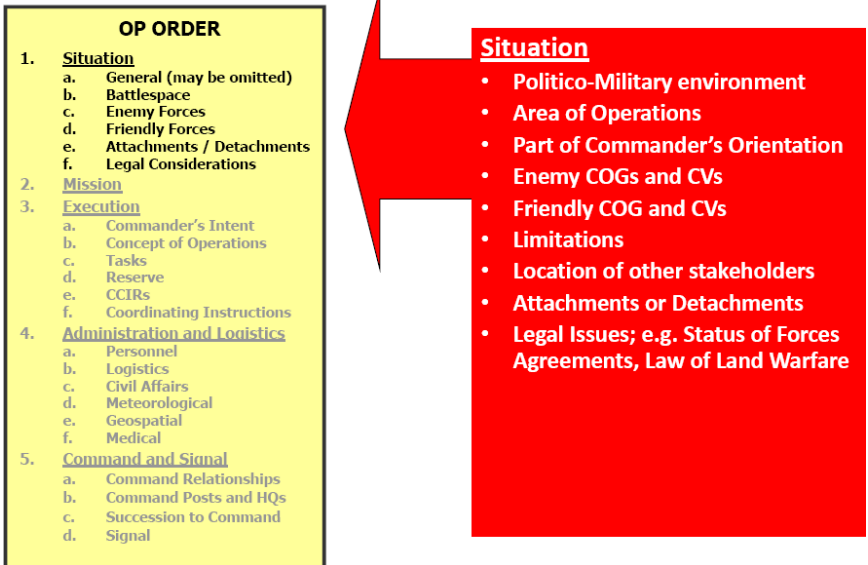 OP ORDER
1. Situation
a. General (may be omitted)
b. Battlespace
c. Enemy Forces
d. Friendly Forces
e. Attachments / Detachments
f. Legal Considerations
2. Mission
3. Execution
a. Commander's Intent
b. Concept of Operations
c. Tasks
d. Reserve
e. CCIRs
f. Coordinating Instructions
4. Administration and Logistics
a. Personnel
b. Logistics
c. Civil Affairs
d. Meteorological
e. Geospatial
f. Medical
5. Command and Signal
a. Command Relationships
b. Command Posts and HQs
c. Succession to Command
d. Signal
Situation
• Politico-Military environment
• Area of Operations
• Part of Commander's Orientation
• Enemy COGs and CVs
• Friendly COG and CVs
• Limitations
• Location of other stakeholders
• Attachments or Detachments
• Legal Issues; e.g. Status of Forces
Agreements, Law of Land Warfare